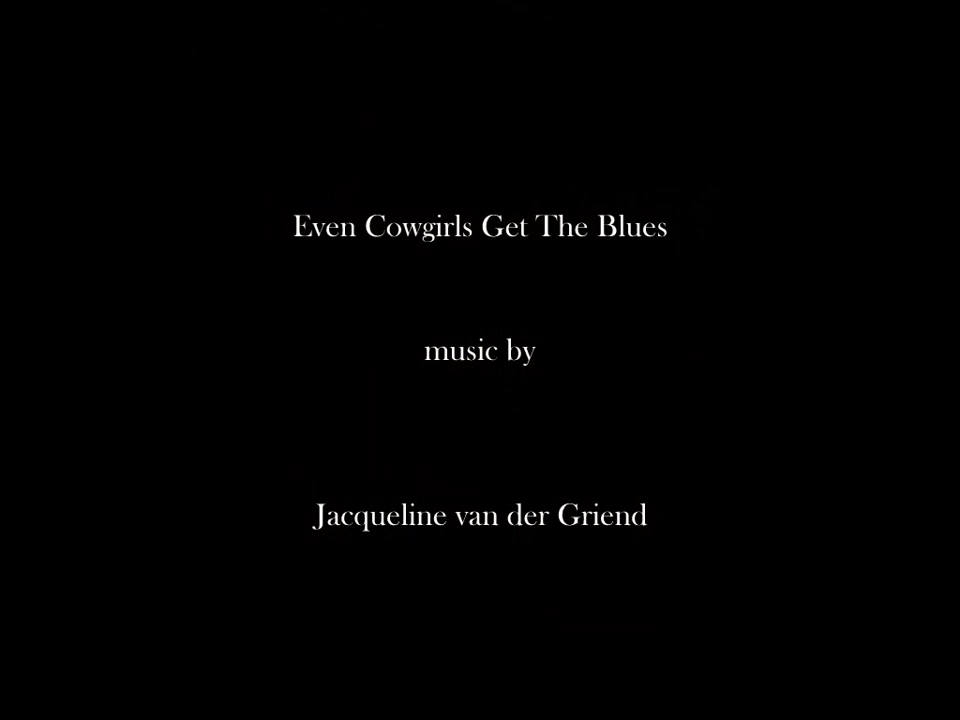 Even Cowgirls Get The Blues
music by
Jacqueline van der Griend